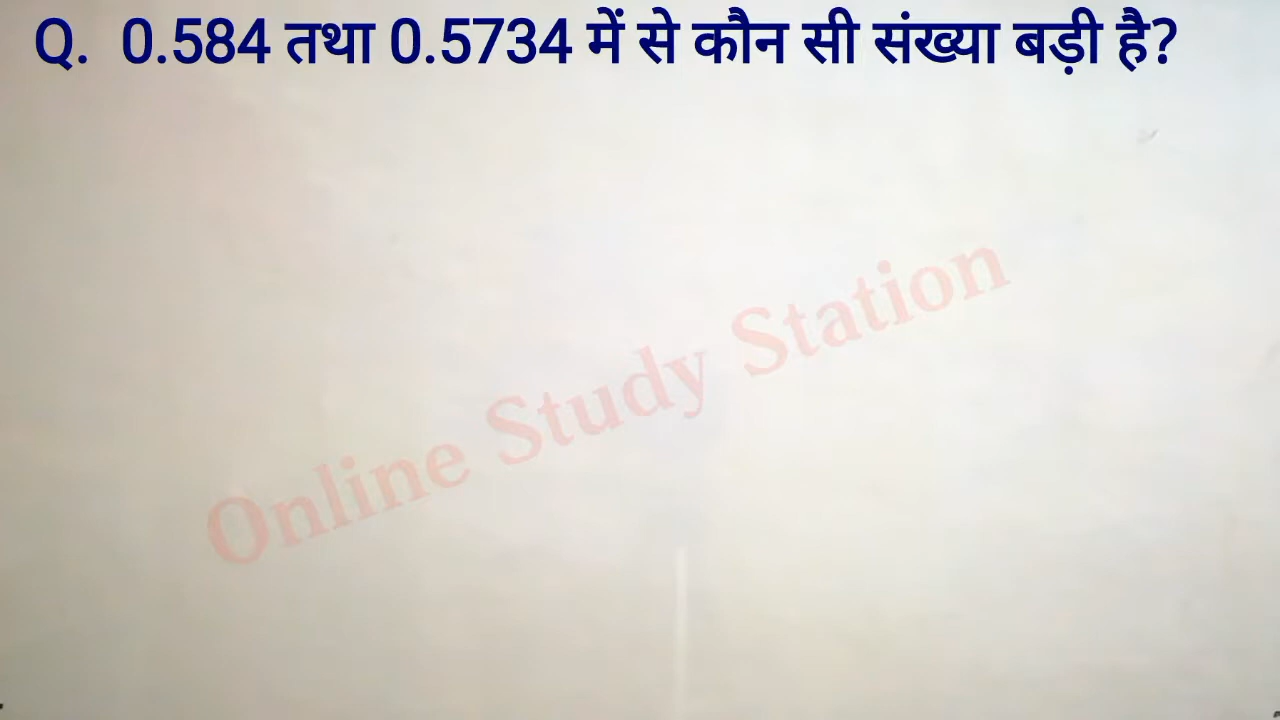 Q. 0.584 तथा 0.5734 में से कौन सी संख्या बड़ी है?
Online Study Station